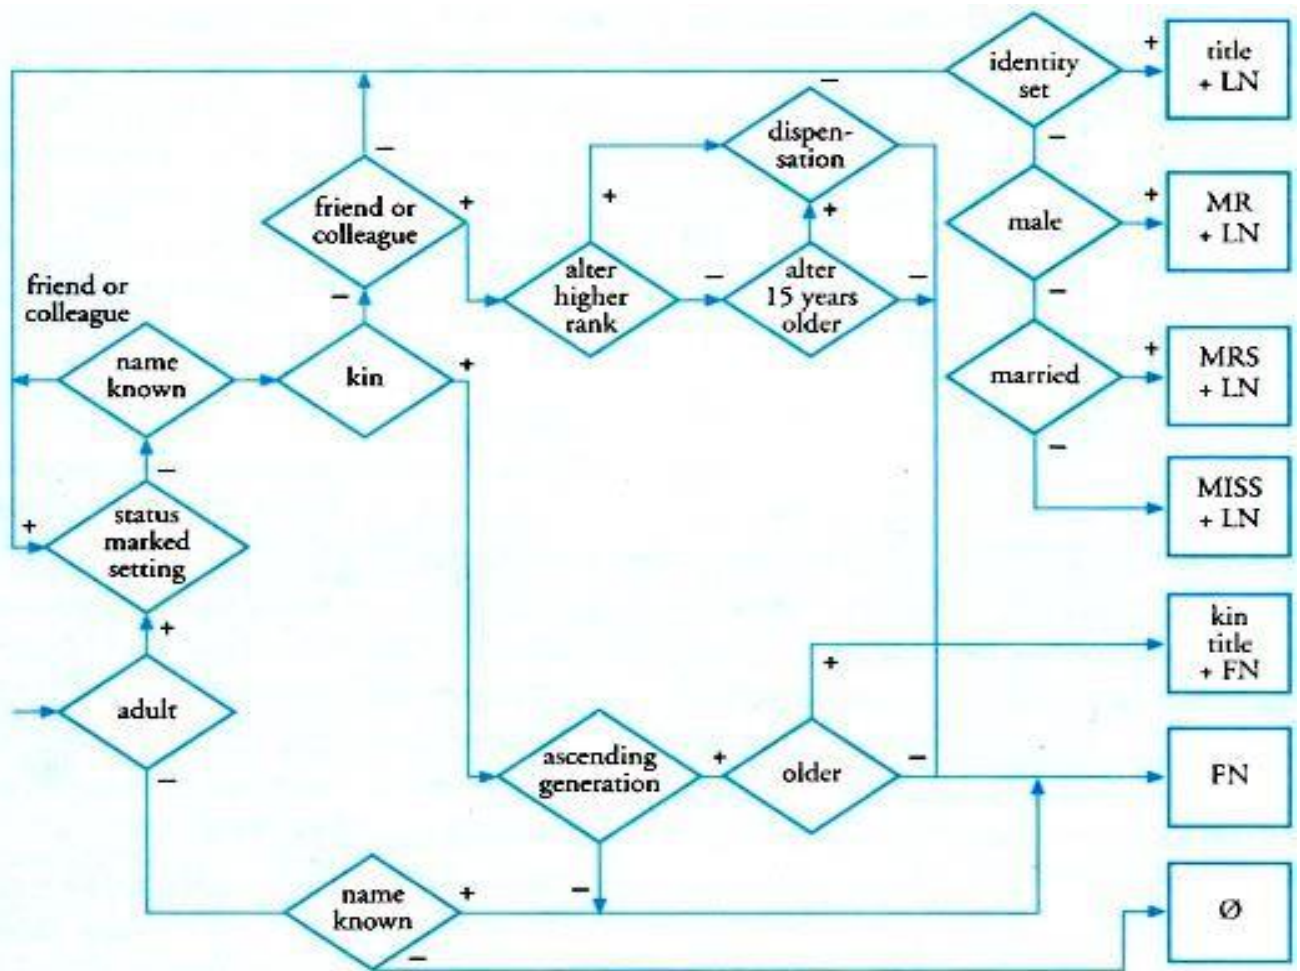 identity
set
+
title
+ LN
−
−
dispen-
sation
−
friend or
colleague
+
+
male
+
MR
+ LN
−
alter
higher
rank
−
+
alter
15 years
older
−
−
friend or
colleague
name
known
kin
+
married
+
MRS
+ LN
−
−
MISS
+ LN
+
status
marked
setting
+
adult
−
kin
title
+ FN
+
ascending
generation
+
older
−
FN
−
name
known
+
−
Ø